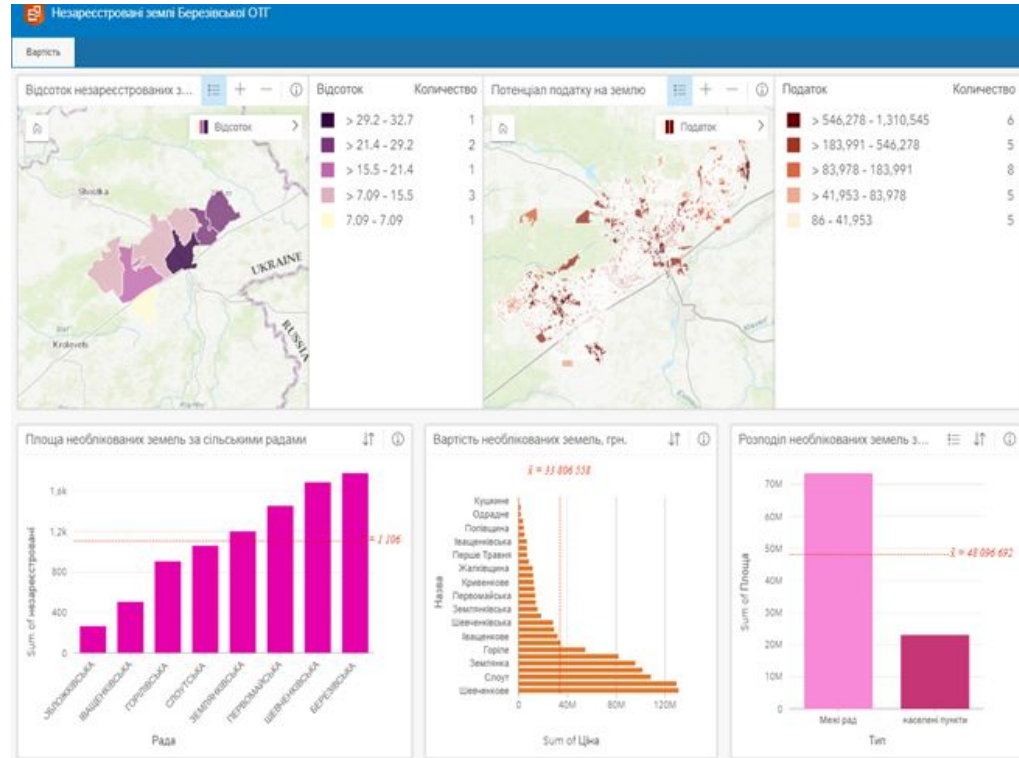 Незареєстровані землі Березівської ОТГ
Вартість
Відсоток незареєстрованих з...
Відсоток
Shostka
UKRAINE
RUSSIA
Krolevets
Відсоток Количество
> 29.2 - 32.7 1
> 21.4 - 29.2 2
> 15.5 - 21.4 1
> 7.09 - 15.5 3
7.09 - 7.09 1
Потенціал податку на землю
Податок
Податок Количество
> 546,278 - 1,310,545 6
> 183,991 - 546,278 5
> 83,978 - 183,991 8
> 41,953 - 83,978 5
86 - 41,953 5
Площа необлікованих земель за сільськими радами
Sum of незареєстровані
1,6k
1,2k
800
400
0
= 1 106
ОБЛОЖКІВСЬКА
ІВАЩЕНКІВСЬКА
ГОРІЛІВСЬКА
СЛОУТСЬКА
ЗЕМЛЯНКІВСЬКА
ПЕРВОМАЙСЬКА
ШЕВЧЕНКІВСЬКА
БЕРЕЗІВСЬКА
Рада
Вартість необлікованих земель, грн.
x̄ = 33 806 558
Назва
Куцкине
Одрадне
Полівщина
Іващенківська
Перше Травня
Жалківщина
Кривенкове
Первомайська
Землянківська
Шевченківська
Іващенкове
Горіле
Землянка
Слоут
Шевченкове
0 40M 80M 120M
Sum of Ціна
Розподіл необлікованих земель з...
Sum of Площа
70M
60M
50M
40M
30M
20M
10M
0
x̄ = 48 096 692
Межі рад
населені пункти
Тип